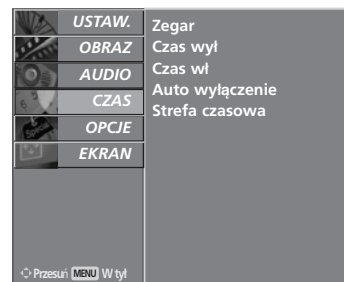 USTAW.
OBRAZ
AUDIO
CZAS
OPCJE
EKRAN
Zegar
Czas wył
Czas wł
Auto wyłączenie
Strefa czasowa
Przesuń MENU W tył